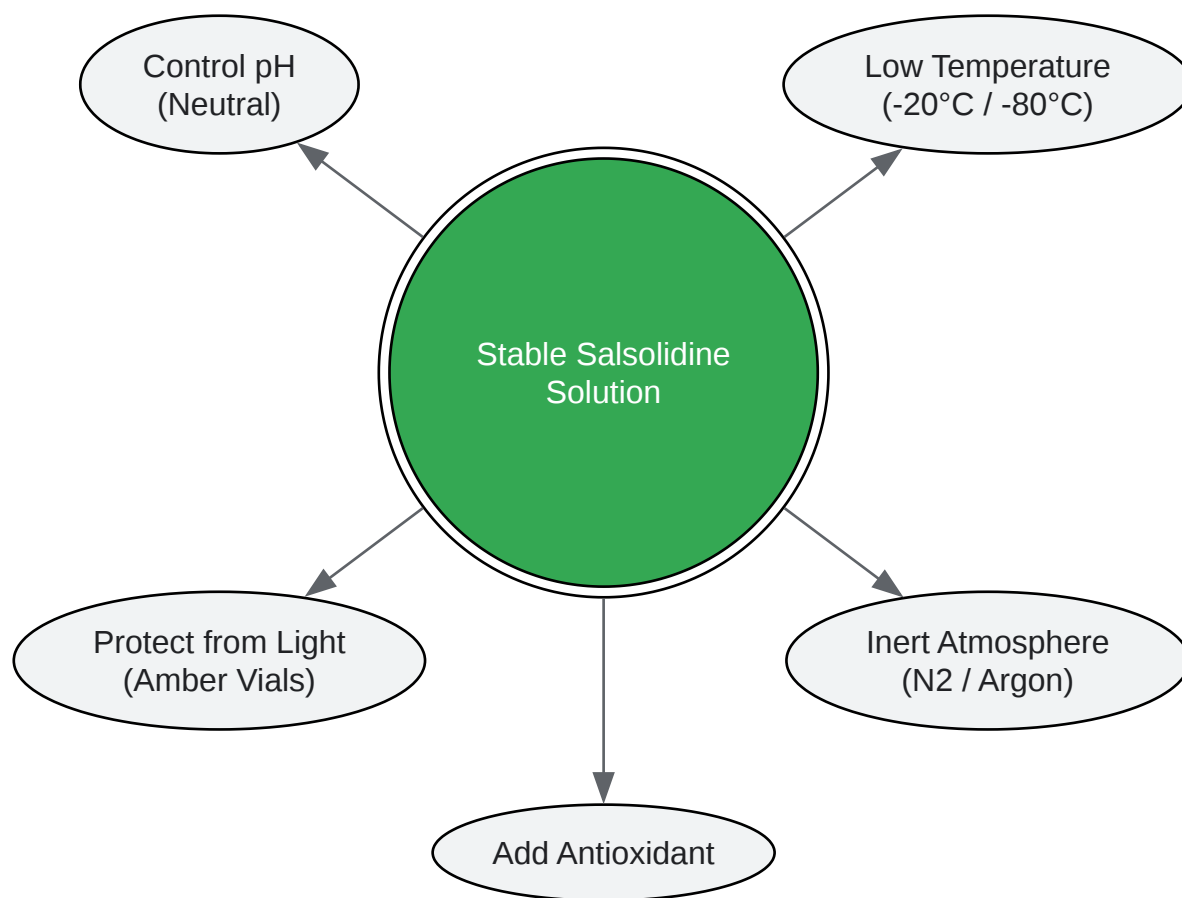 Control pH
(Neutral)
Low Temperature
(-20°C / -80°C)
Stable Salsolidine
Solution
Protect from Light
(Amber Vials)
Inert Atmosphere
(N2 / Argon)
Add Antioxidant